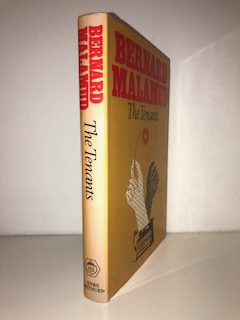 BERNARD
MALAMUD
The Tenants
EYRE
METHUEN
BERNARD
MALAMUD
The Tenants